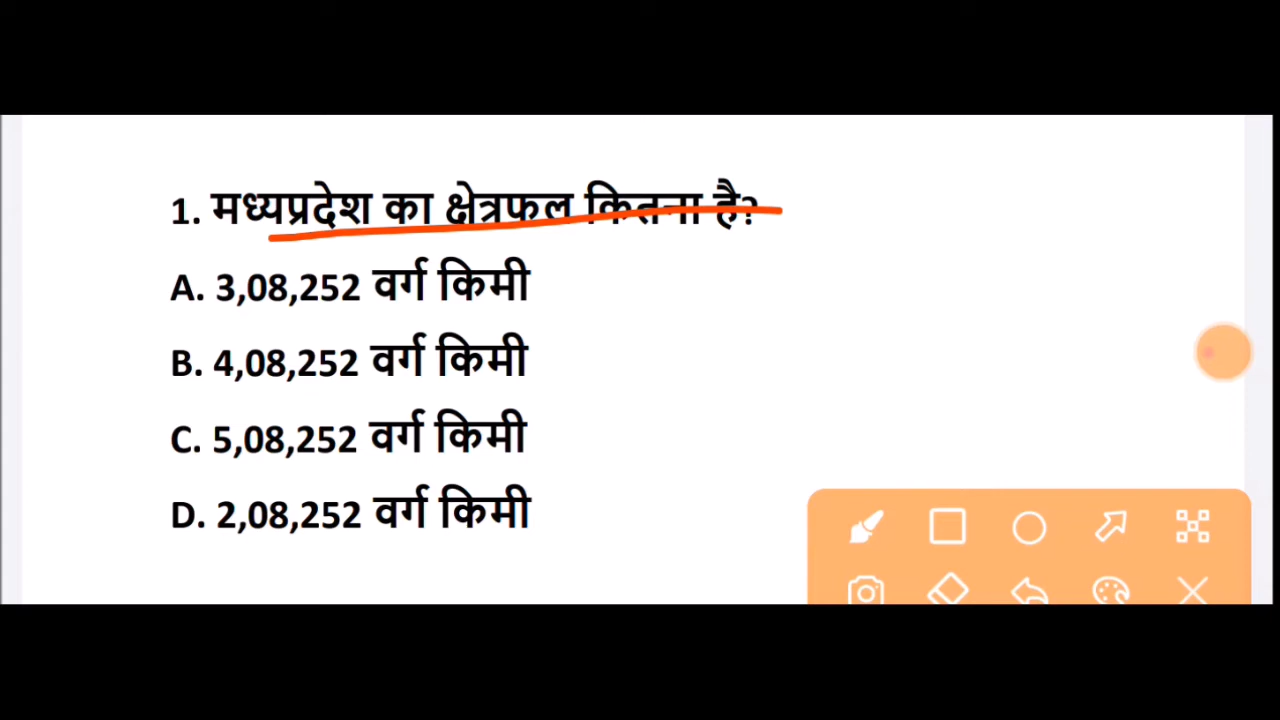 1. मध्यप्रदेश का क्षेत्रफल कितना है?
A. 3,08,252 वर्ग किमी
B. 4,08,252 वर्ग किमी
C. 5,08,252 वर्ग किमी
D. 2,08,252 वर्ग किमी